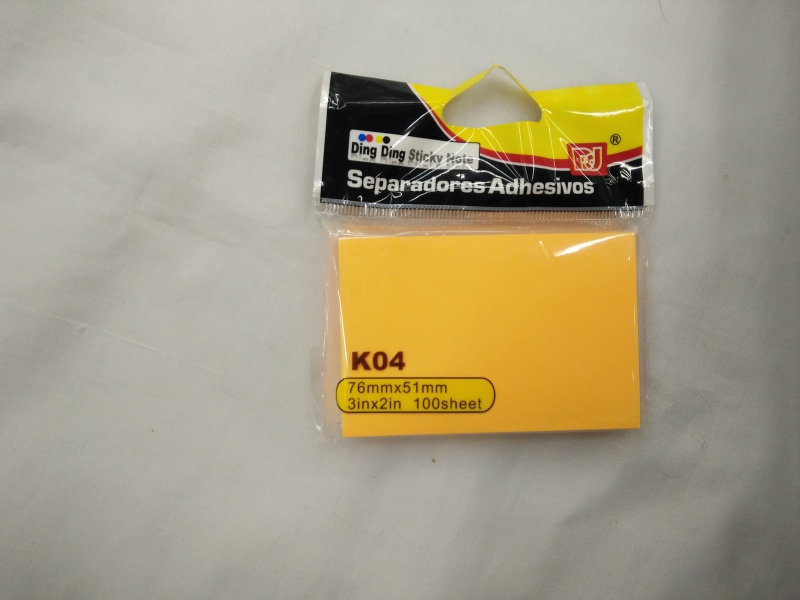 Ding Ding Sticky Note
®
Separadores Adhesivos
K04
76mmx51mm
3inx2in 100sheet